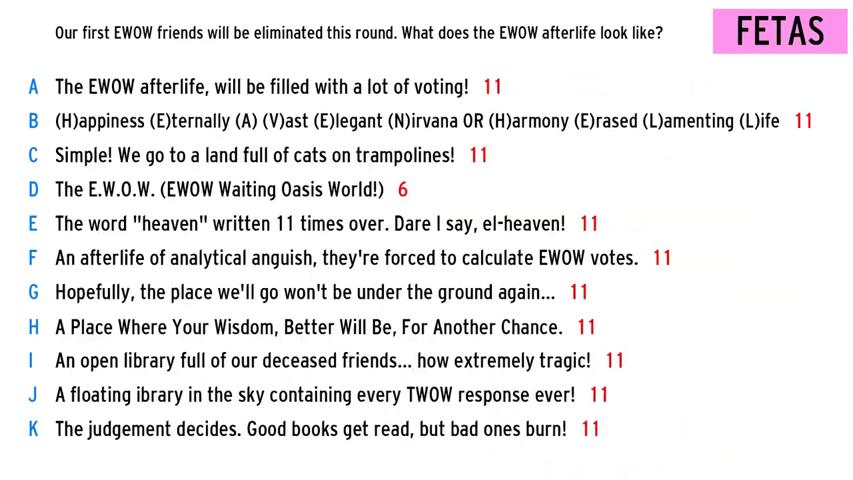 Our first EWOW friends will be eliminated this round. What does the EWOW afterlife look like?
FETAS
A The EWOW afterlife, will be filled with a lot of voting! 11
B (H)appiness (E)ternally (A) (V)ast (E)legant (N)irvana OR (H)armony (E)rased (L)amenting (L)ife 11
C Simple! We go to a land full of cats on trampolines! 11
D The E.W.O.W. (EWOW Waiting Oasis World!) 6
E The word "heaven" written 11 times over. Dare I say, el-heaven! 11
F An afterlife of analytical anguish, they're forced to calculate EWOW votes. 11
G Hopefully, the place we'll go won't be under the ground again... 11
H A Place Where Your Wisdom, Better Will Be, For Another Chance. 11
I An open library full of our deceased friends... how extremely tragic! 11
J A floating ibrary in the sky containing every TWOW response ever! 11
K The judgement decides. Good books get read, but bad ones burn! 11